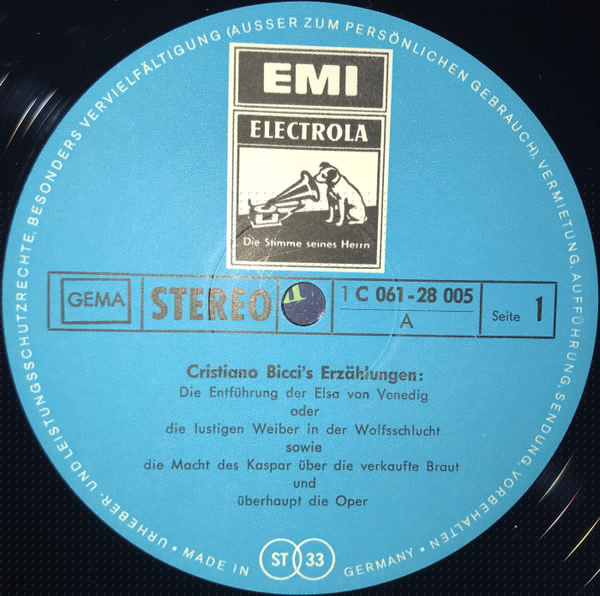 URHEBER- UND LEISTUNGSSCHUTZRECHTE, BESONDERS VERVIELFÄLTIGUNG (AUSSER ZUM PERSÖNLICHEN GEBRAUCH), VERMIETUNG, AUFFÜHRUNG, SENDUNG VORBEHALTEN
EMI
ELECTROLA
Die Stimme seines Herrn
GEMA
STEREO
1 C 061-28 005
A
Seite 1
Cristiano Bicci's Erzählungen:
Die Entführung der Elsa von Venedig
oder
die lustigen Weiber in der Wolfsschlucht
sowie
die Macht des Kaspar über die verkaufte Braut
und
überhaupt die Oper
• MADE IN ST 33 GERMANY •